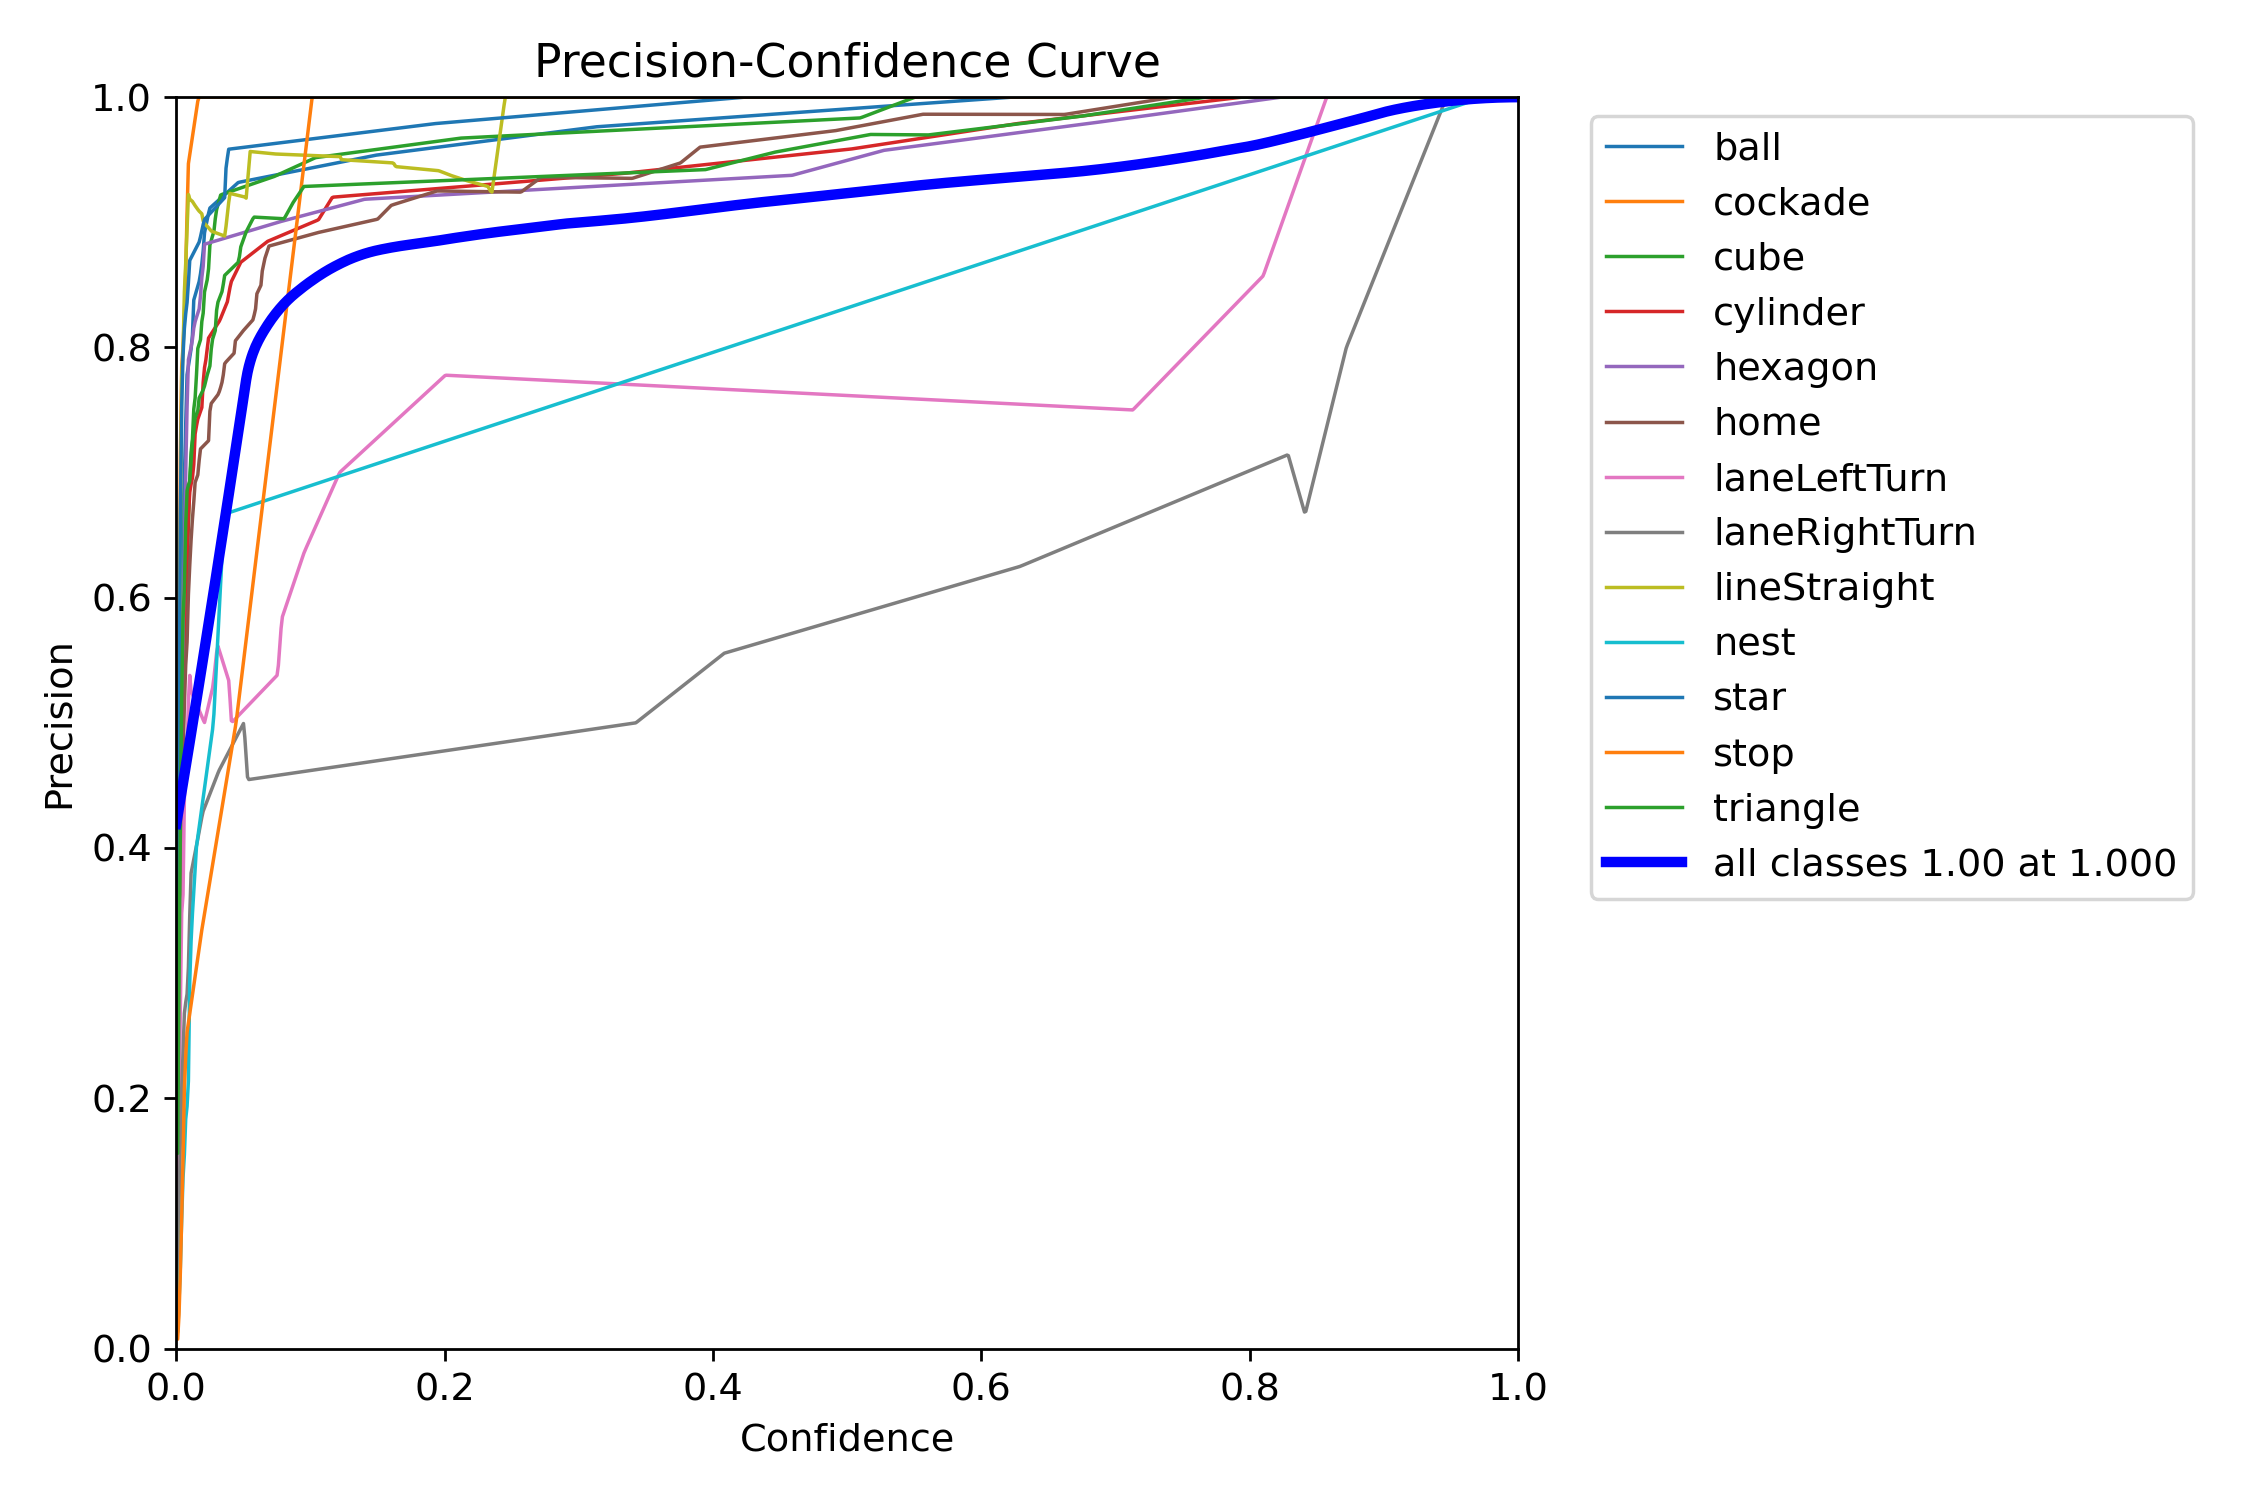 Precision-Confidence Curve
1.0
0.8
0.6
0.4
0.2
0.0
Precision
0.0 0.2 0.4 0.6 0.8 1.0
Confidence
ball
cockade
cube
cylinder
hexagon
home
laneLeftTurn
laneRightTurn
lineStraight
nest
star
stop
triangle
all classes 1.00 at 1.000